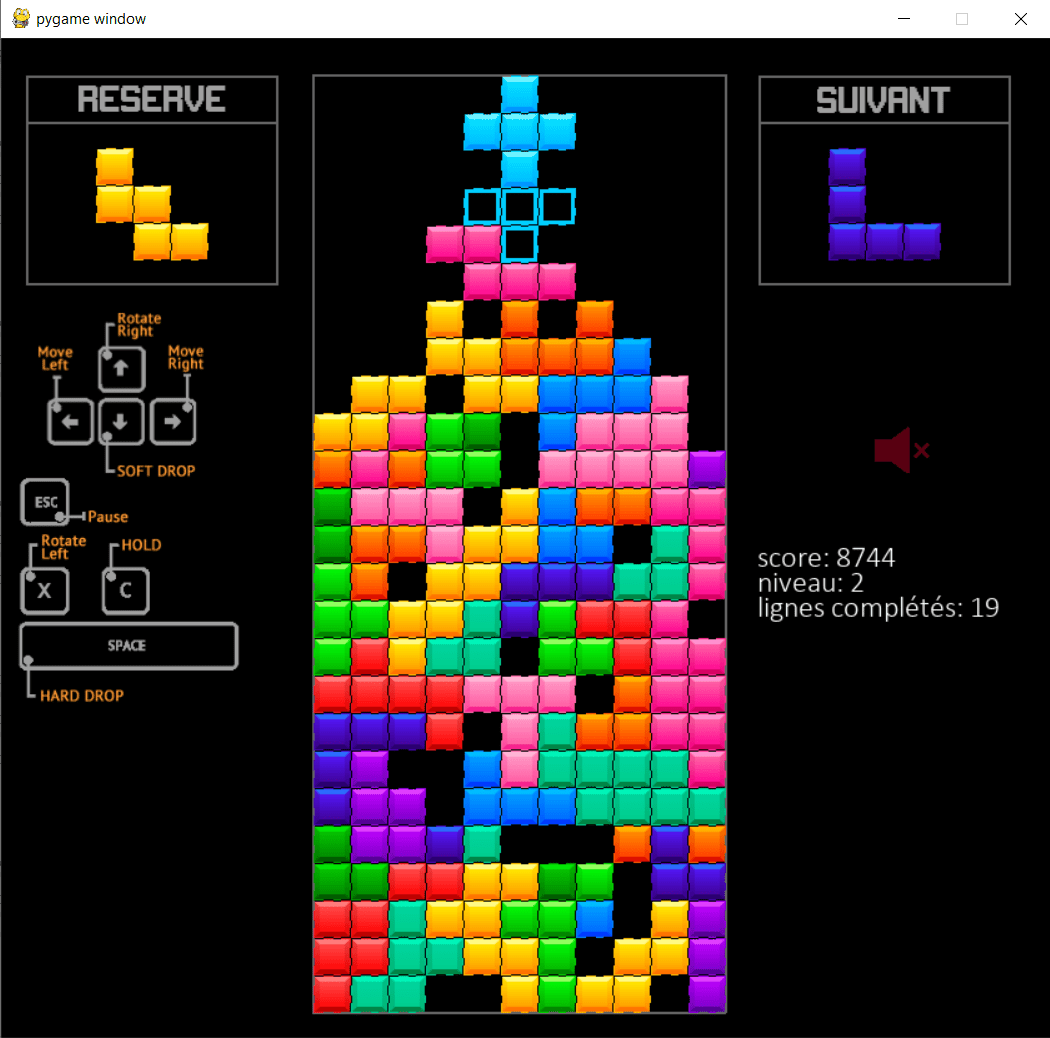 pygame window
RESERVE
SUIVANT
Rotate
Right
Move
Left
Move
Right
SOFT DROP
ESC
Pause
Rotate
Left
HOLD
X
C
SPACE
HARD DROP
score: 8744
niveau: 2
lignes complétés: 19